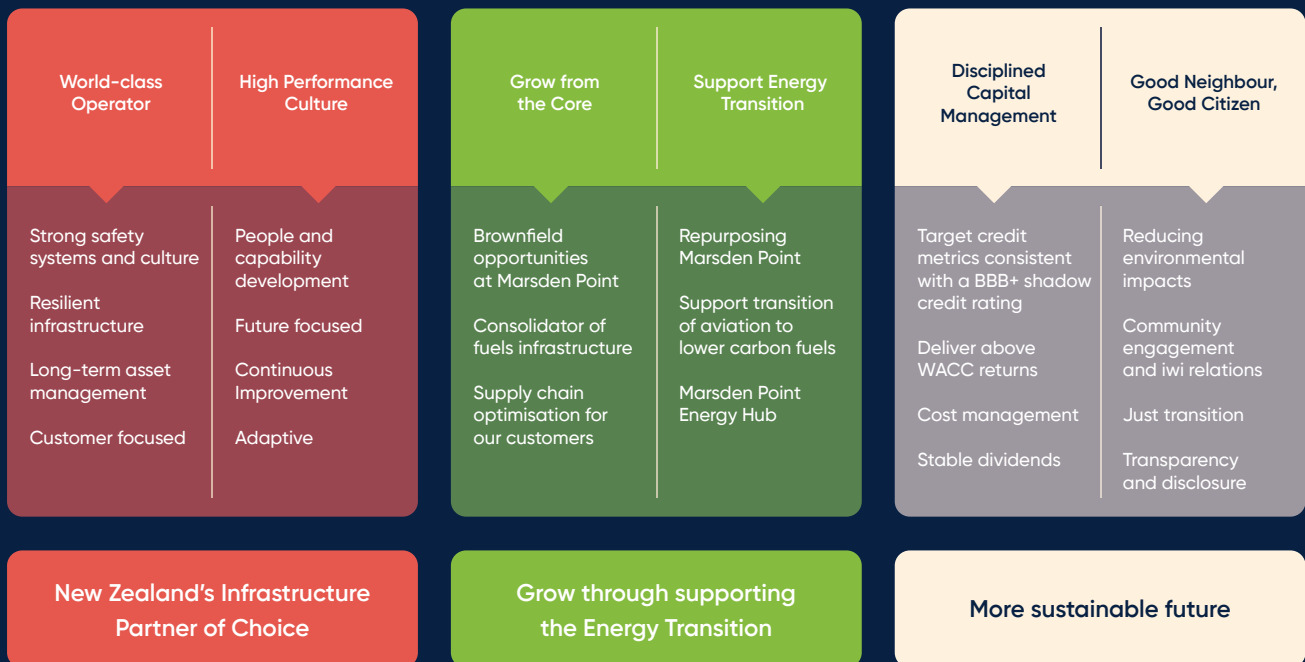 World-class
Operator
High Performance
Culture
Strong safety
systems and culture
Resilient
infrastructure
Long-term asset
management
Customer focused
People and
capability
development
Future focused
Continuous
Improvement
Adaptive
New Zealand's Infrastructure
Partner of Choice
Grow from
the Core
Support Energy
Transition
Brownfield
opportunities
at Marsden Point
Consolidator of
fuels infrastructure
Supply chain
optimisation for
our customers
Repurposing
Marsden Point
Support transition
of aviation to
lower carbon fuels
Marsden Point
Energy Hub
Grow through supporting
the Energy Transition
Disciplined
Capital
Management
Good Neighbour,
Good Citizen
Target credit
metrics consistent
with a BBB+ shadow
credit rating
Deliver above
WACC returns
Cost management
Stable dividends
Reducing
environmental
impacts
Community
engagement
and iwi relations
Just transition
Transparency
and disclosure
More sustainable future